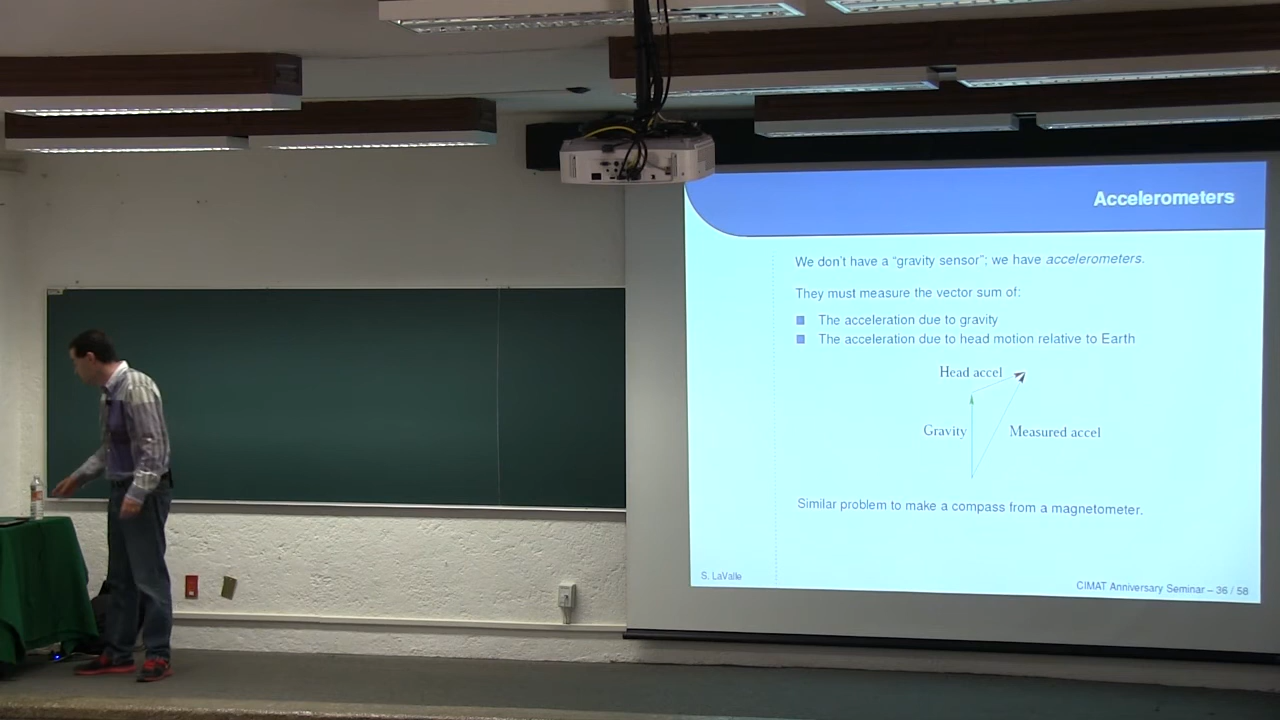 Accelerometers
We don't have a "gravity sensor"; we have accelerometers.
They must measure the vector sum of:
The acceleration due to gravity
The acceleration due to head motion relative to Earth
Head accel
Gravity
Measured accel
Similar problem to make a compass from a magnetometer.
S. LaValle
CIMAT Anniversary Seminar – 36 / 58